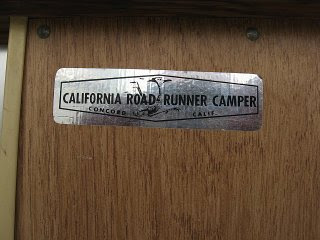 CALIFORNIA ROAD RUNNER CAMPER
CONCORD CALIF.